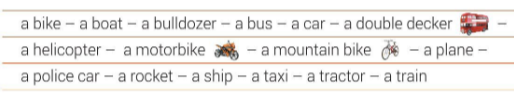 a bike – a boat – a bulldozer – a bus – a car – a double decker –
a helicopter – a motorbike – a mountain bike – a plane –
a police car – a rocket – a ship – a taxi – a tractor – a train